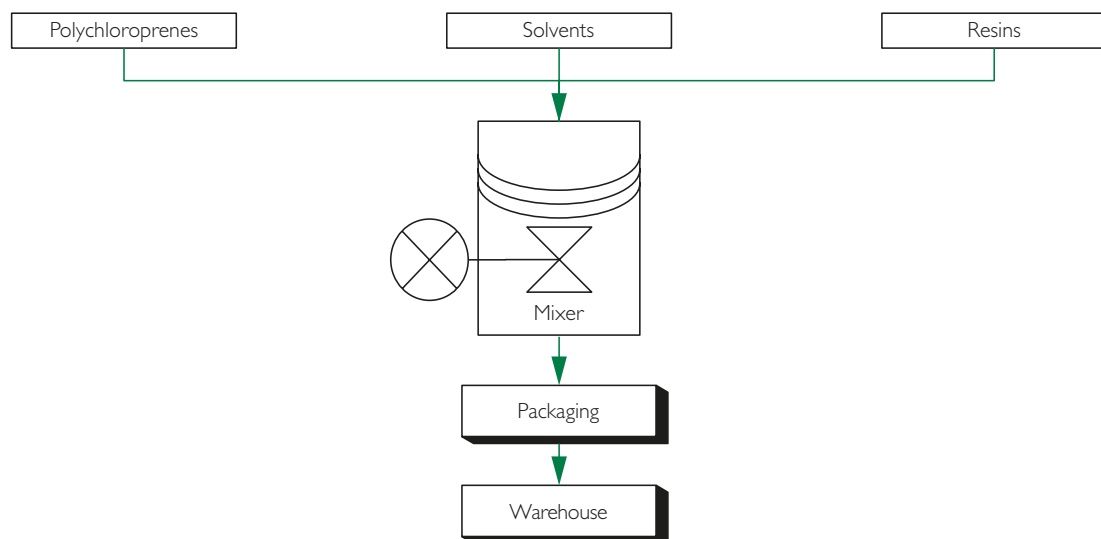 Polychloroprenes
Solvents
Resins
Mixer
Packaging
Warehouse